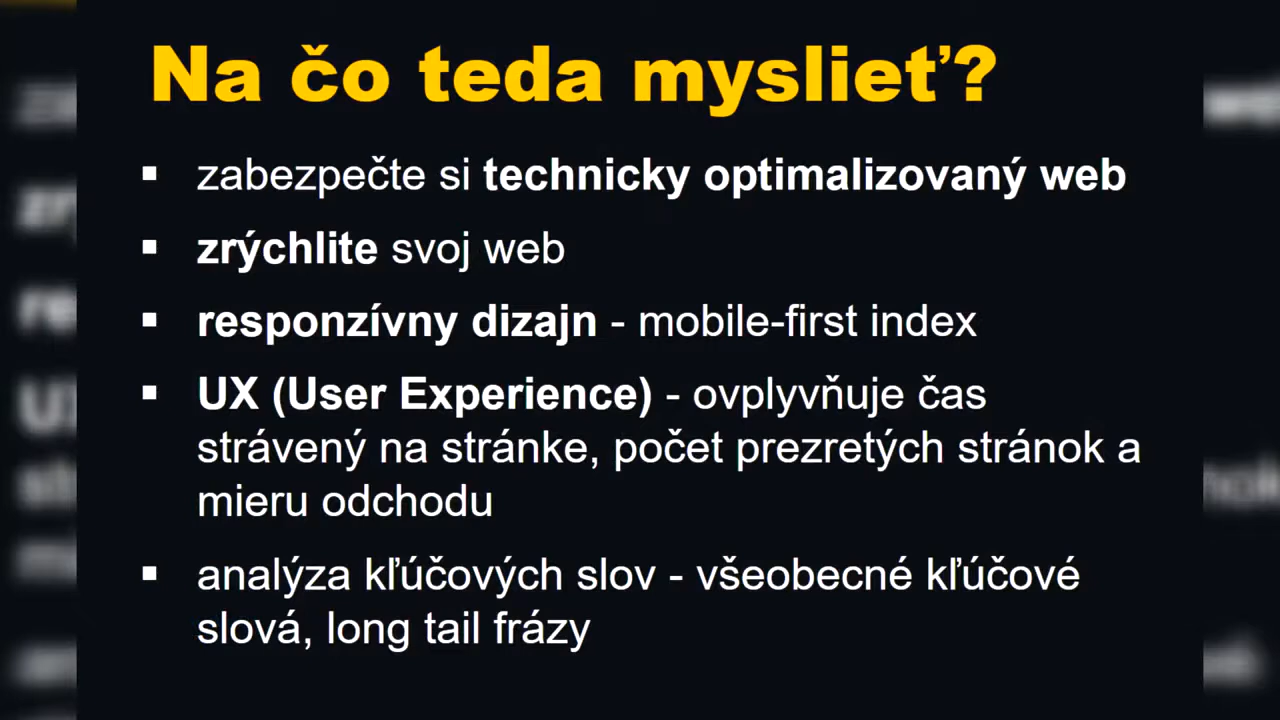 Na čo teda myslieť?
▪ zabezpečte si technicky optimalizovaný web
▪ zrýchlite svoj web
▪ responzívny dizajn - mobile-first index
▪ UX (User Experience) - ovplyvňuje čas
strávený na stránke, počet prezretých stránok a
mieru odchodu
▪ analýza kľúčových slov - všeobecné kľúčové
slová, long tail frázy